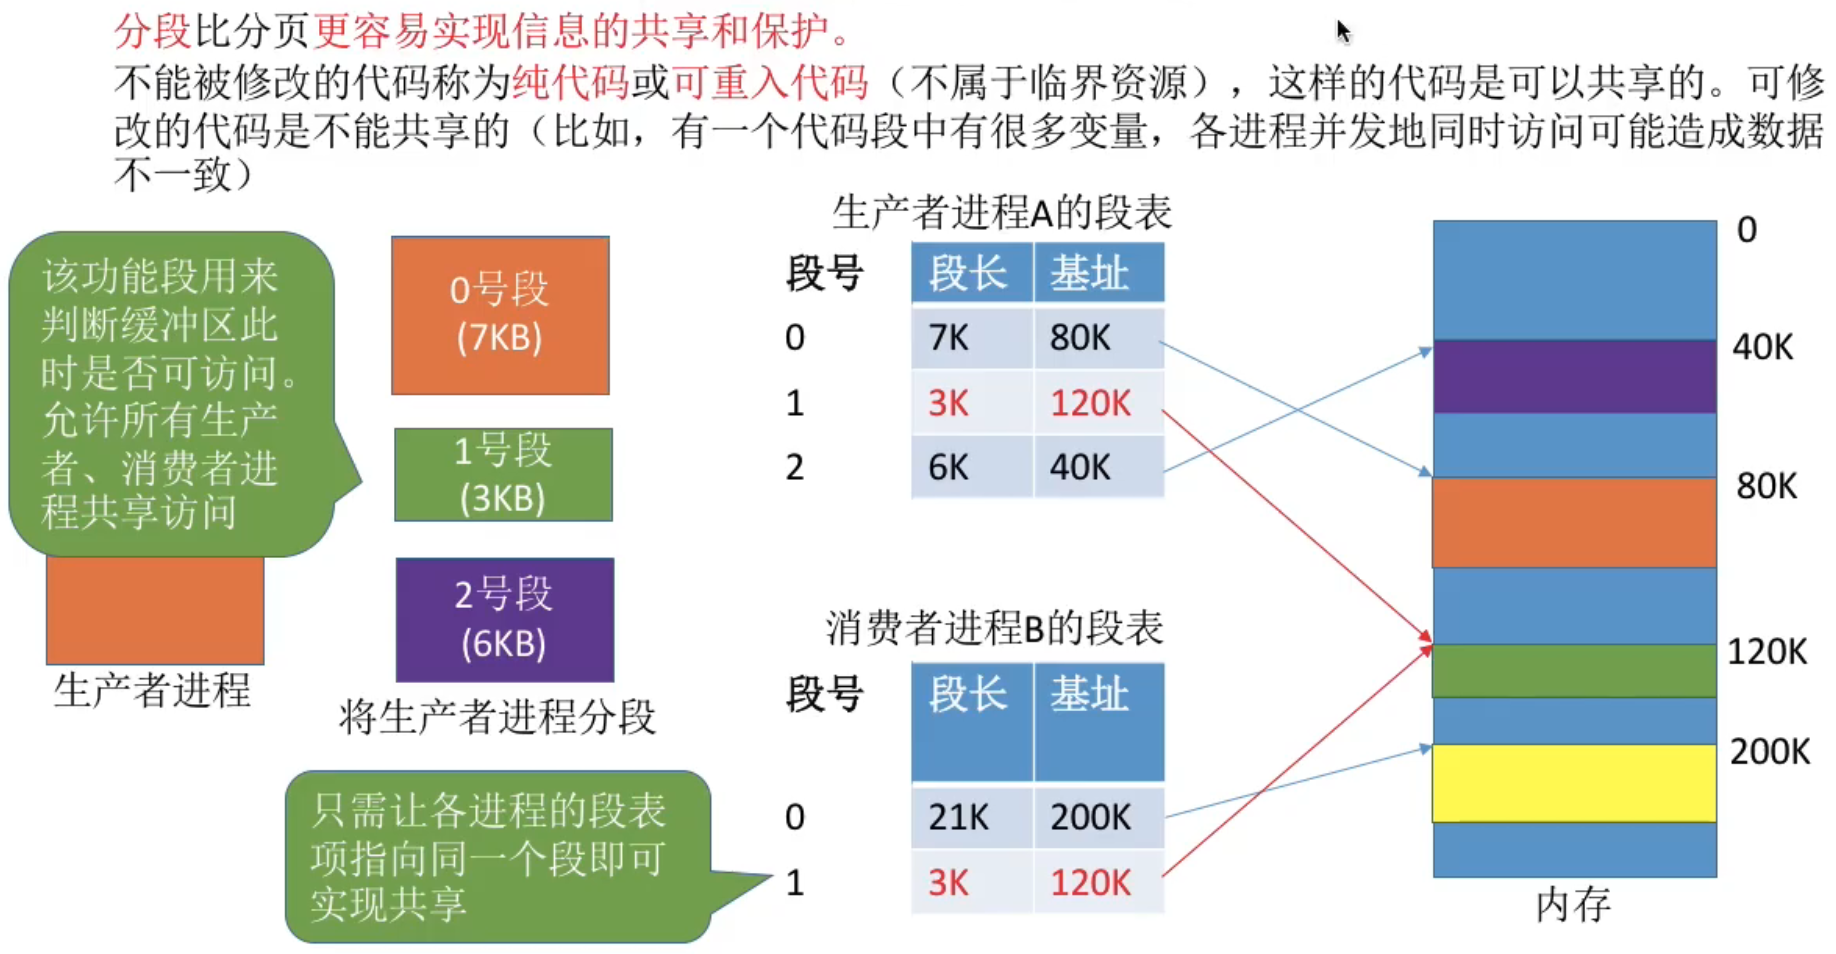 分段比分页更容易实现信息的共享和保护。
不能被修改的代码称为纯代码或可重入代码（不属于临界资源），这样的代码是可以共享的。可修
改的代码是不能共享的（比如，有一个代码段中有很多变量，各进程并发地同时访问可能造成数据
不一致）
该功能段用来
判断缓冲区此
时是否可访问。
允许所有生产
者、消费者进
程共享访问
生产者进程
0号段
(7KB)
1号段
(3KB)
2号段
(6KB)
将生产者进程分段
生产者进程A的段表
段号 段长 基址
0 7K 80K
1 3K 120K
2 6K 40K
消费者进程B的段表
段号 段长 基址
0 21K 200K
1 3K 120K
只需让各进程的段表
项指向同一个段即可
实现共享
0
40K
80K
120K
200K
内存